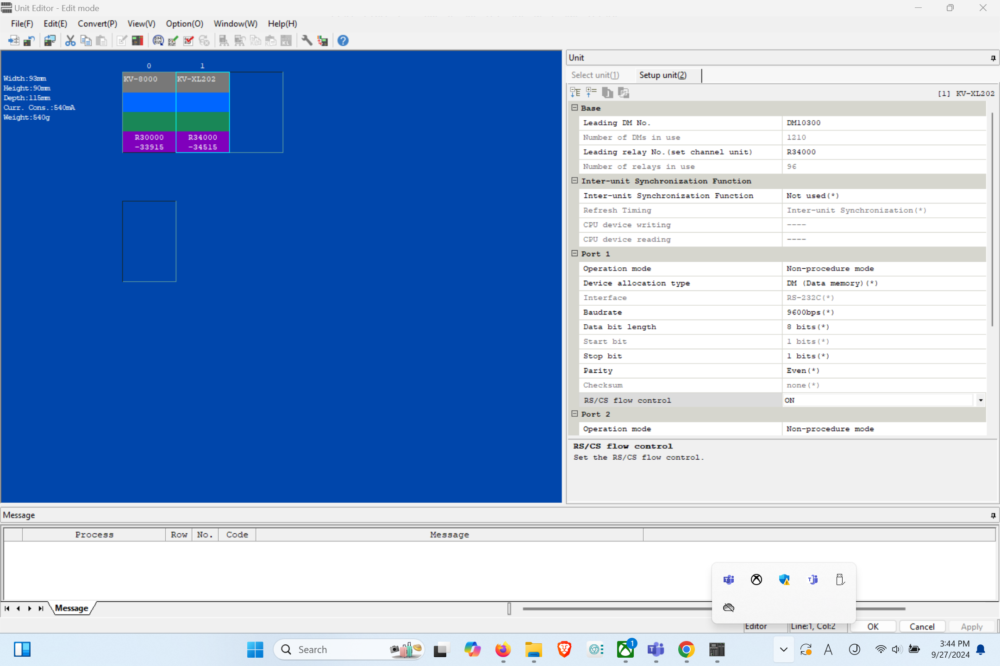 Unit Editor - Edit mode
File(F) Edit(E) Convert(P) View(V) Option(O) Window(W) Help(H)
0 1
Width:93mm
Height:90mm
Depth:115mm
Curr. Cons.:540mA
Weight:540g
KV-8000 KV-XL202
R30000 R34000
-33915 -34515
Unit
Select unit(1) Setup unit(2)
[1] KV-XL202
Base
Leading DM No. DM10300
Number of DMs in use 1210
Leading relay No.(set channel unit) R34000
Number of relays in use 96
Inter-unit Synchronization Function
Inter-unit Synchronization Function Not used(*)
Refresh Timing Inter-unit Synchronization(*)
CPU device writing ----
CPU device reading ----
Port 1
Operation mode Non-procedure mode
Device allocation type DM (Data memory)(*)
Interface RS-232C(*)
Baudrate 9600bps(*)
Data bit length 8 bits(*)
Start bit 1 bits(*)
Stop bit 1 bits(*)
Parity Even(*)
Checksum none(*)
RS/CS flow control ON
Port 2
Operation mode Non-procedure mode
RS/CS flow control
Set the RS/CS flow control.
Message
Process Row No. Code Message
Message
Editor Line:1, Col:2 OK Cancel Apply
Search
1
3:44 PM
9/27/2024